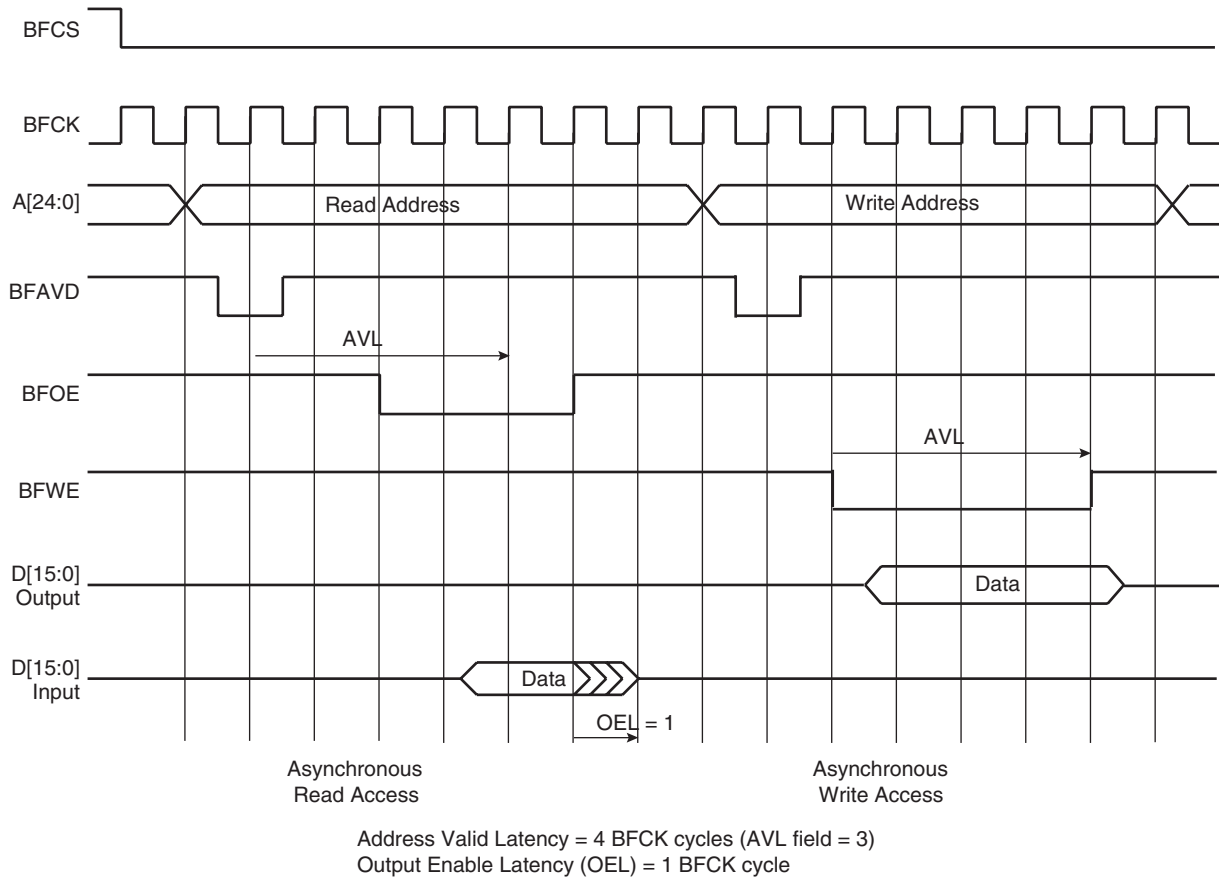 BFCS
BFCK
A[24:0]
Read Address
Write Address
BFAVD
AVL
BFOE
AVL
BFWE
D[15:0]
Output
Data
D[15:0]
Input
Data
OEL = 1
Asynchronous
Read Access
Asynchronous
Write Access
Address Valid Latency = 4 BFCK cycles (AVL field = 3)
Output Enable Latency (OEL) = 1 BFCK cycle